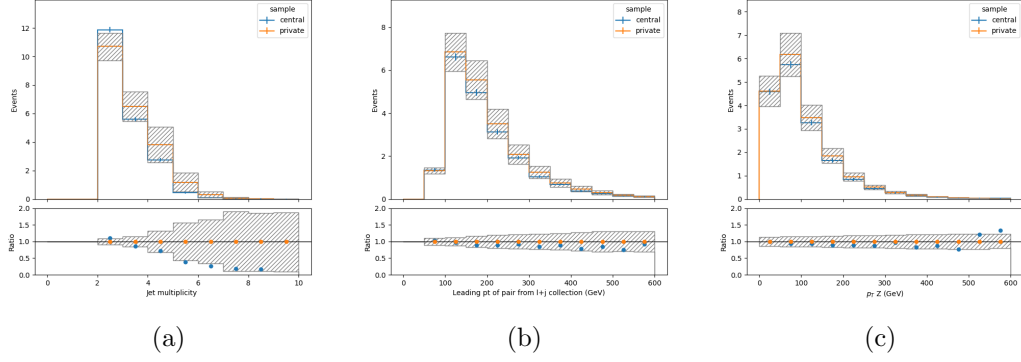 sample
central
private
Events
12
10
8
6
4
2
0
Ratio
2.0
1.5
1.0
0.5
0.0
0 2 4 6 8 10
Jet multiplicity
(a)
sample
central
private
Events
8
6
4
2
0
Ratio
2.0
1.5
1.0
0.5
0.0
0 100 200 300 400 500 600
Leading pt of pair from l+j collection (GeV)
(b)
sample
central
private
Events
8
7
6
5
4
3
2
1
0
Ratio
2.0
1.5
1.0
0.5
0.0
0 100 200 300 400 500 600
pT Z (GeV)
(c)